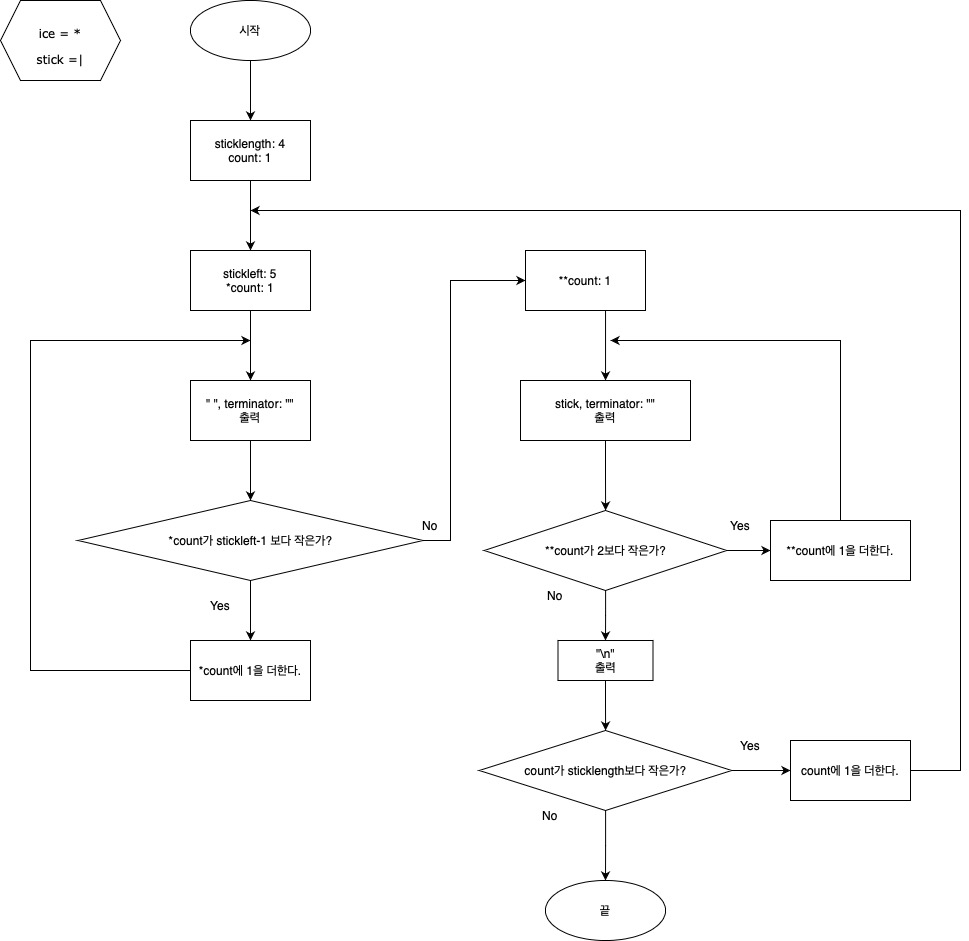 ice = *
stick =|
시작
sticklength: 4
count: 1
stickleft: 5
*count: 1
**count: 1
" ", terminator: ""
출력
stick, terminator: ""
출력
*count가 stickleft-1 보다 작은가?
No
**count가 2보다 작은가?
Yes
**count에 1을 더한다.
Yes
No
*count에 1을 더한다.
"\n"
출력
count가 sticklength보다 작은가?
Yes
count에 1을 더한다.
No
끝